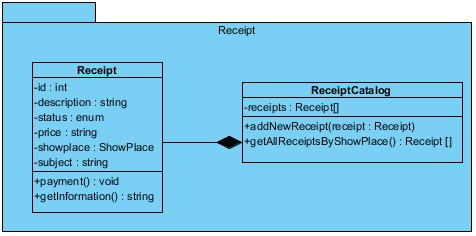 Receipt
Receipt
-id : int
-description : string
-status : enum
-price : string
-showplace : ShowPlace
-subject : string
+payment() : void
+getInformation() : string
ReceiptCatalog
-receipts : Receipt[]
+addNewReceipt(receipt : Receipt)
+getAllReceiptsByShowPlace() : Receipt []